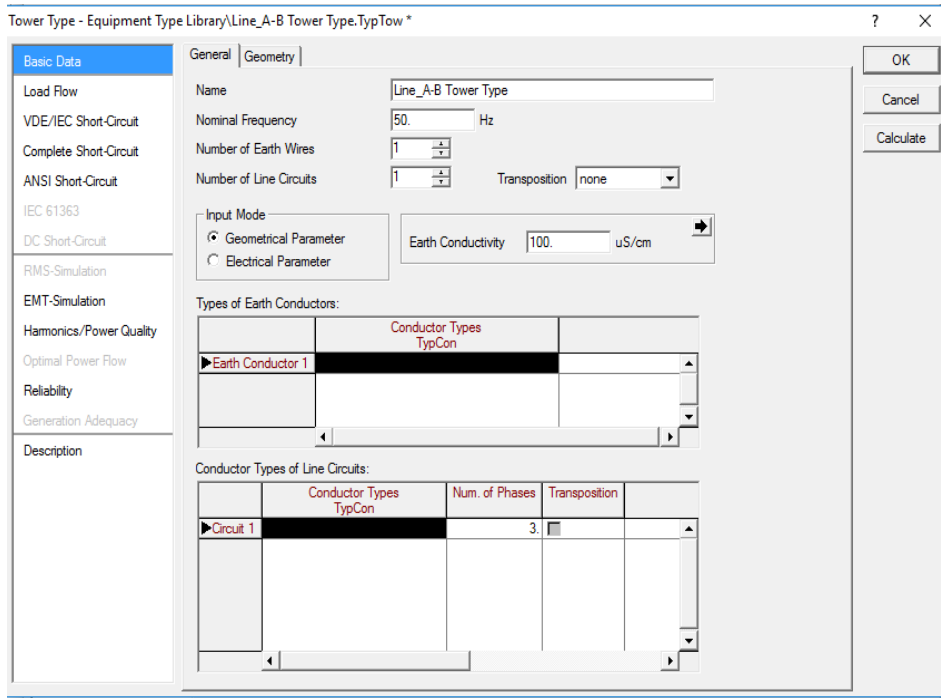 Tower Type - Equipment Type Library\Line_A-B Tower Type.TypTow *
?
X
Basic Data
Load Flow
VDE/IEC Short-Circuit
Complete Short-Circuit
ANSI Short-Circuit
IEC 61363
DC Short-Circuit
RMS-Simulation
EMT-Simulation
Harmonics/Power Quality
Optimal Power Flow
Reliability
Generation Adequacy
Description
General
Geometry
Name
Line_A-B Tower Type
Nominal Frequency
50.
Hz
Number of Earth Wires
1
Number of Line Circuits
1
Transposition
none
Input Mode
Geometrical Parameter
Electrical Parameter
Earth Conductivity
100.
uS/cm
Types of Earth Conductors:
Conductor Types
TypCon
Earth Conductor 1
Conductor Types of Line Circuits:
Conductor Types
TypCon
Num. of Phases
Transposition
Circuit 1
3.
OK
Cancel
Calculate